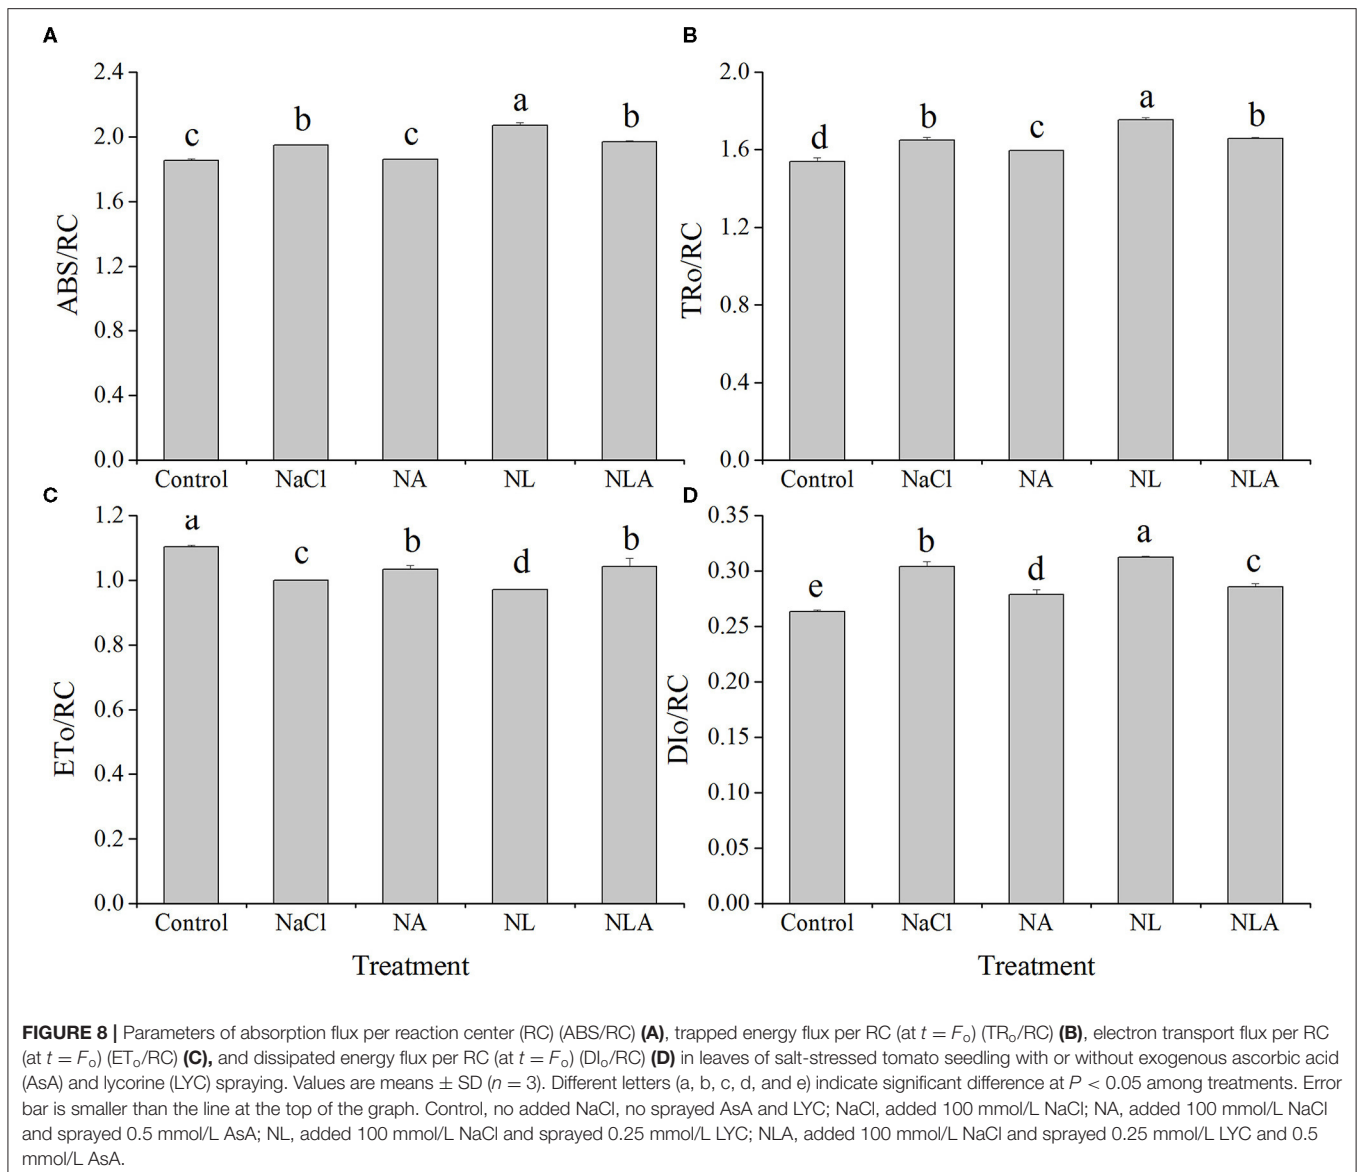 A
2.4
2.0
1.6
1.2
0.8
0.4
0.0
ABS/RC
c
b
c
a
b
Control NaCl NA NL NLA
B
2.0
1.6
1.2
0.8
0.4
0.0
TRo/RC
d
b
c
a
b
Control NaCl NA NL NLA
C
1.2
1.0
0.8
0.6
0.4
0.2
0.0
ETo/RC
a
c
b
d
b
Control NaCl NA NL NLA
Treatment
D
0.35
0.30
0.25
0.20
0.15
0.10
0.05
0.00
DIo/RC
e
b
d
a
c
Control NaCl NA NL NLA
Treatment
FIGURE 8 | Parameters of absorption flux per reaction center (RC) (ABS/RC) (A), trapped energy flux per RC (at t = Fo) (TRo/RC) (B), electron transport flux per RC
(at t = Fo) (ETo/RC) (C), and dissipated energy flux per RC (at t = Fo) (DIo/RC) (D) in leaves of salt-stressed tomato seedling with or without exogenous ascorbic acid
(AsA) and lycorine (LYC) spraying. Values are means ± SD (n = 3). Different letters (a, b, c, d, and e) indicate significant difference at P < 0.05 among treatments. Error
bar is smaller than the line at the top of the graph. Control, no added NaCl, no sprayed AsA and LYC; NaCl, added 100 mmol/L NaCl; NA, added 100 mmol/L NaCl
and sprayed 0.5 mmol/L AsA; NL, added 100 mmol/L NaCl and sprayed 0.25 mmol/L LYC; NLA, added 100 mmol/L NaCl and sprayed 0.25 mmol/L LYC and 0.5
mmol/L AsA.